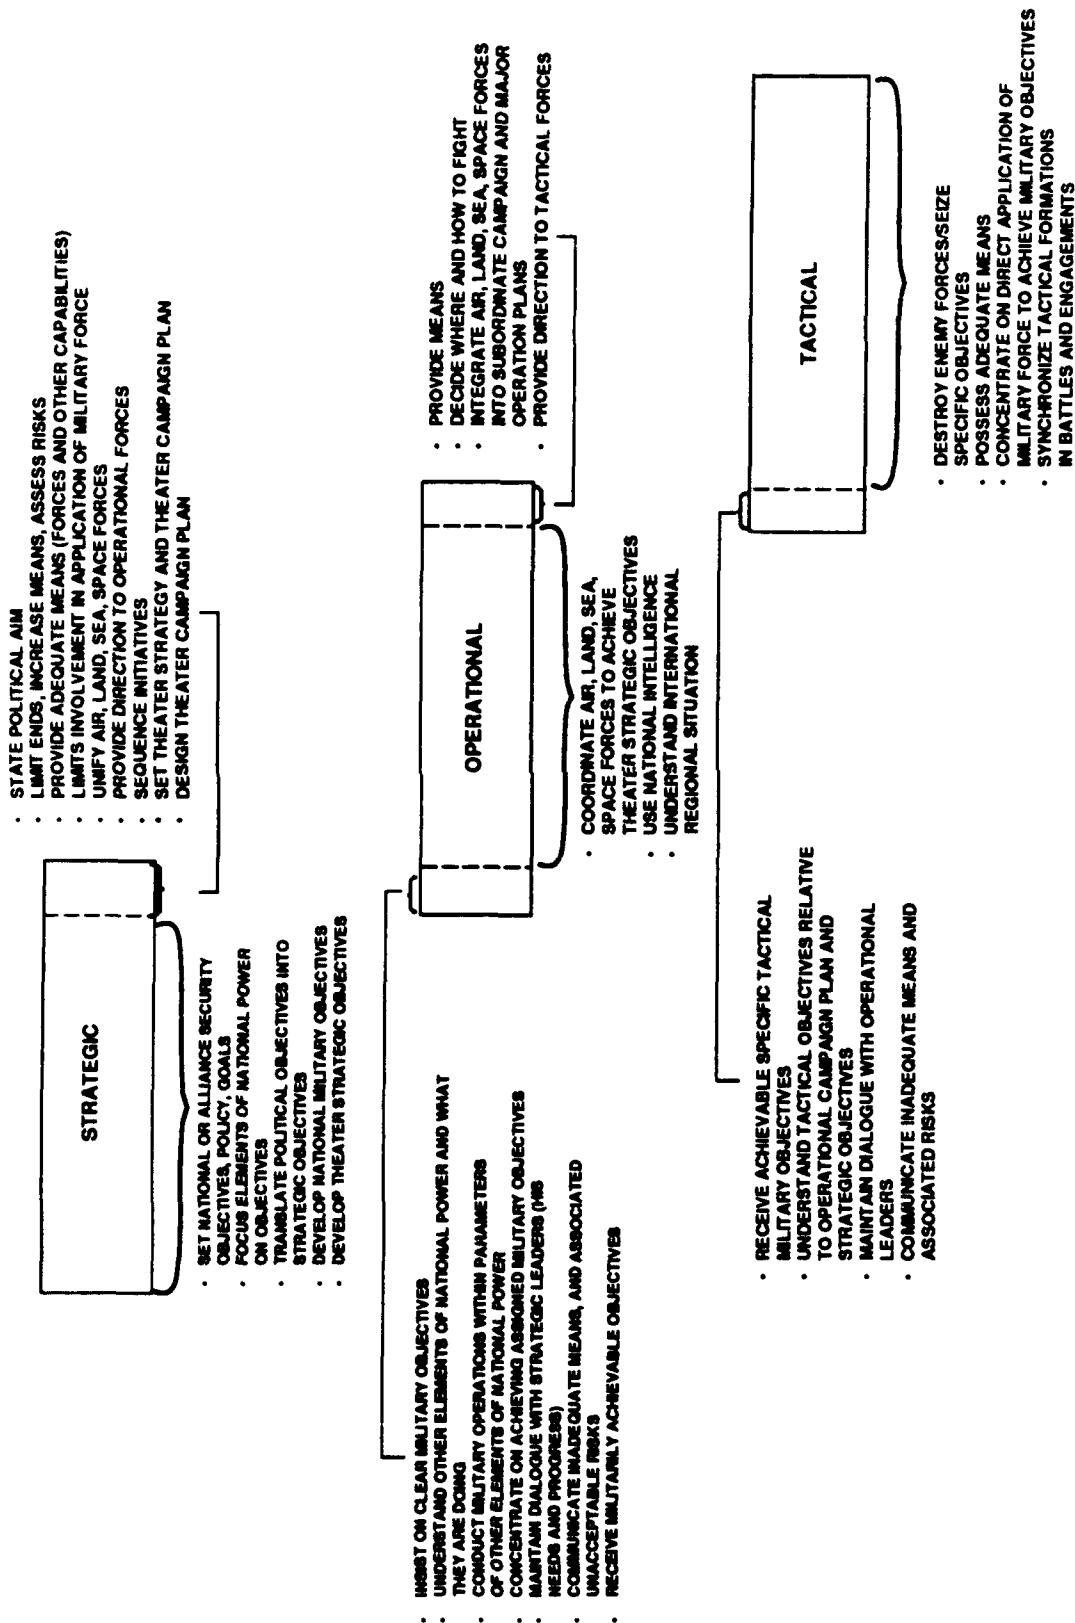 STRATEGIC
· STATE POLITICAL AIM
· LIMIT ENDS, INCREASE MEANS, ASSESS RISKS
· PROVIDE ADEQUATE MEANS (FORCES AND OTHER CAPABILITIES)
· LIMITS INVOLVEMENT IN APPLICATION OF MILITARY FORCE
· UNIFY AIR, LAND, SEA, SPACE FORCES
· PROVIDE DIRECTION TO OPERATIONAL FORCES
· SEQUENCE INITIATIVES
· SET THEATER STRATEGY AND THEATER CAMPAIGN PLAN
· DESIGN THEATER CAMPAIGN PLAN
· SET NATIONAL OR ALLIANCE SECURITY
OBJECTIVES, POLICY, GOALS
· FOCUS ELEMENTS OF NATIONAL POWER
ON OBJECTIVES
· TRANSLATE POLITICAL OBJECTIVES INTO
STRATEGIC OBJECTIVES
· DEVELOP NATIONAL MILITARY OBJECTIVES
· DEVELOP THEATER STRATEGIC OBJECTIVES
· INSIST ON CLEAR MILITARY OBJECTIVES
· UNDERSTAND OTHER ELEMENTS OF NATIONAL POWER AND WHAT
THEY ARE DOING
· CONDUCT MILITARY OPERATIONS WITHIN PARAMETERS
OF OTHER ELEMENTS OF NATIONAL POWER
· CONCENTRATE ON ACHIEVING ASSIGNED MILITARY OBJECTIVES
· MAINTAIN DIALOGUE WITH STRATEGIC LEADERS (HIS
NEEDS AND PROGRESS)
· COMMUNICATE INADEQUATE MEANS, AND ASSOCIATED
UNACCEPTABLE RISKS
· RECEIVE MILITARILY ACHIEVABLE OBJECTIVES
OPERATIONAL
· PROVIDE MEANS
· DECIDE WHERE AND HOW TO FIGHT
· INTEGRATE AIR, LAND, SEA, SPACE FORCES
INTO SUBORDINATE CAMPAIGN AND MAJOR
OPERATION PLANS
· PROVIDE DIRECTION TO TACTICAL FORCES
· COORDINATE AIR, LAND, SEA,
SPACE FORCES TO ACHIEVE
THEATER STRATEGIC OBJECTIVES
· USE NATIONAL INTELLIGENCE
· UNDERSTAND INTERNATIONAL
REGIONAL SITUATION
· RECEIVE ACHIEVABLE SPECIFIC TACTICAL
MILITARY OBJECTIVES
· UNDERSTAND TACTICAL OBJECTIVES RELATIVE
TO OPERATIONAL CAMPAIGN PLAN AND
STRATEGIC OBJECTIVES
· MAINTAIN DIALOGUE WITH OPERATIONAL
LEADERS
· COMMUNICATE INADEQUATE MEANS AND
ASSOCIATED RISKS
TACTICAL
· DESTROY ENEMY FORCES/SEIZE
SPECIFIC OBJECTIVES
· POSSESS ADEQUATE MEANS
· CONCENTRATE ON DIRECT APPLICATION OF
MILITARY FORCE TO ACHIEVE MILITARY OBJECTIVES
· SYNCHRONIZE TACTICAL FORMATIONS
IN BATTLES AND ENGAGEMENTS